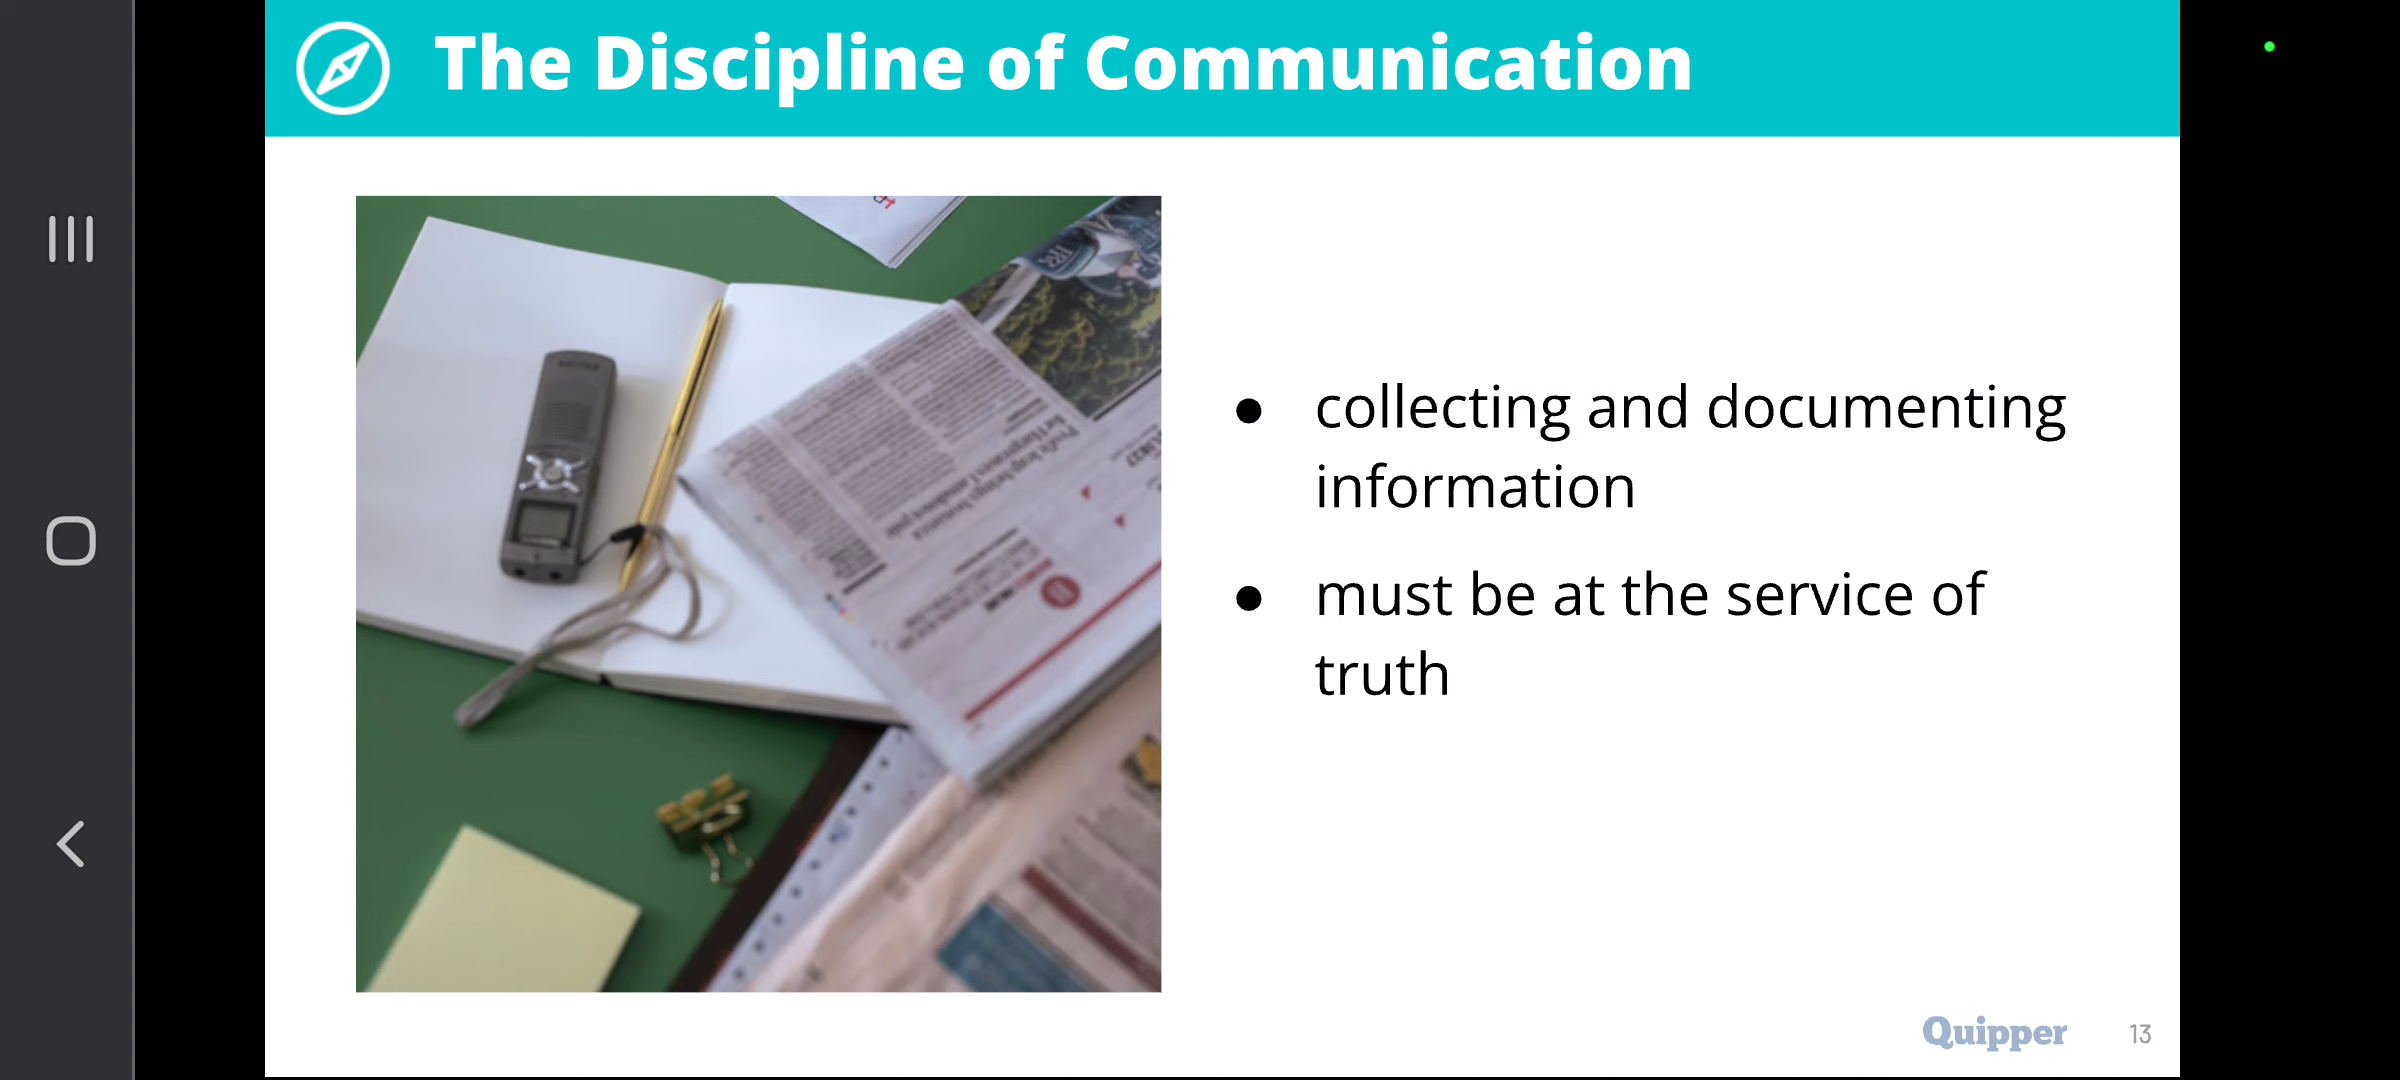 The Discipline of Communication
● collecting and documenting
information
● must be at the service of
truth
Quipper 13